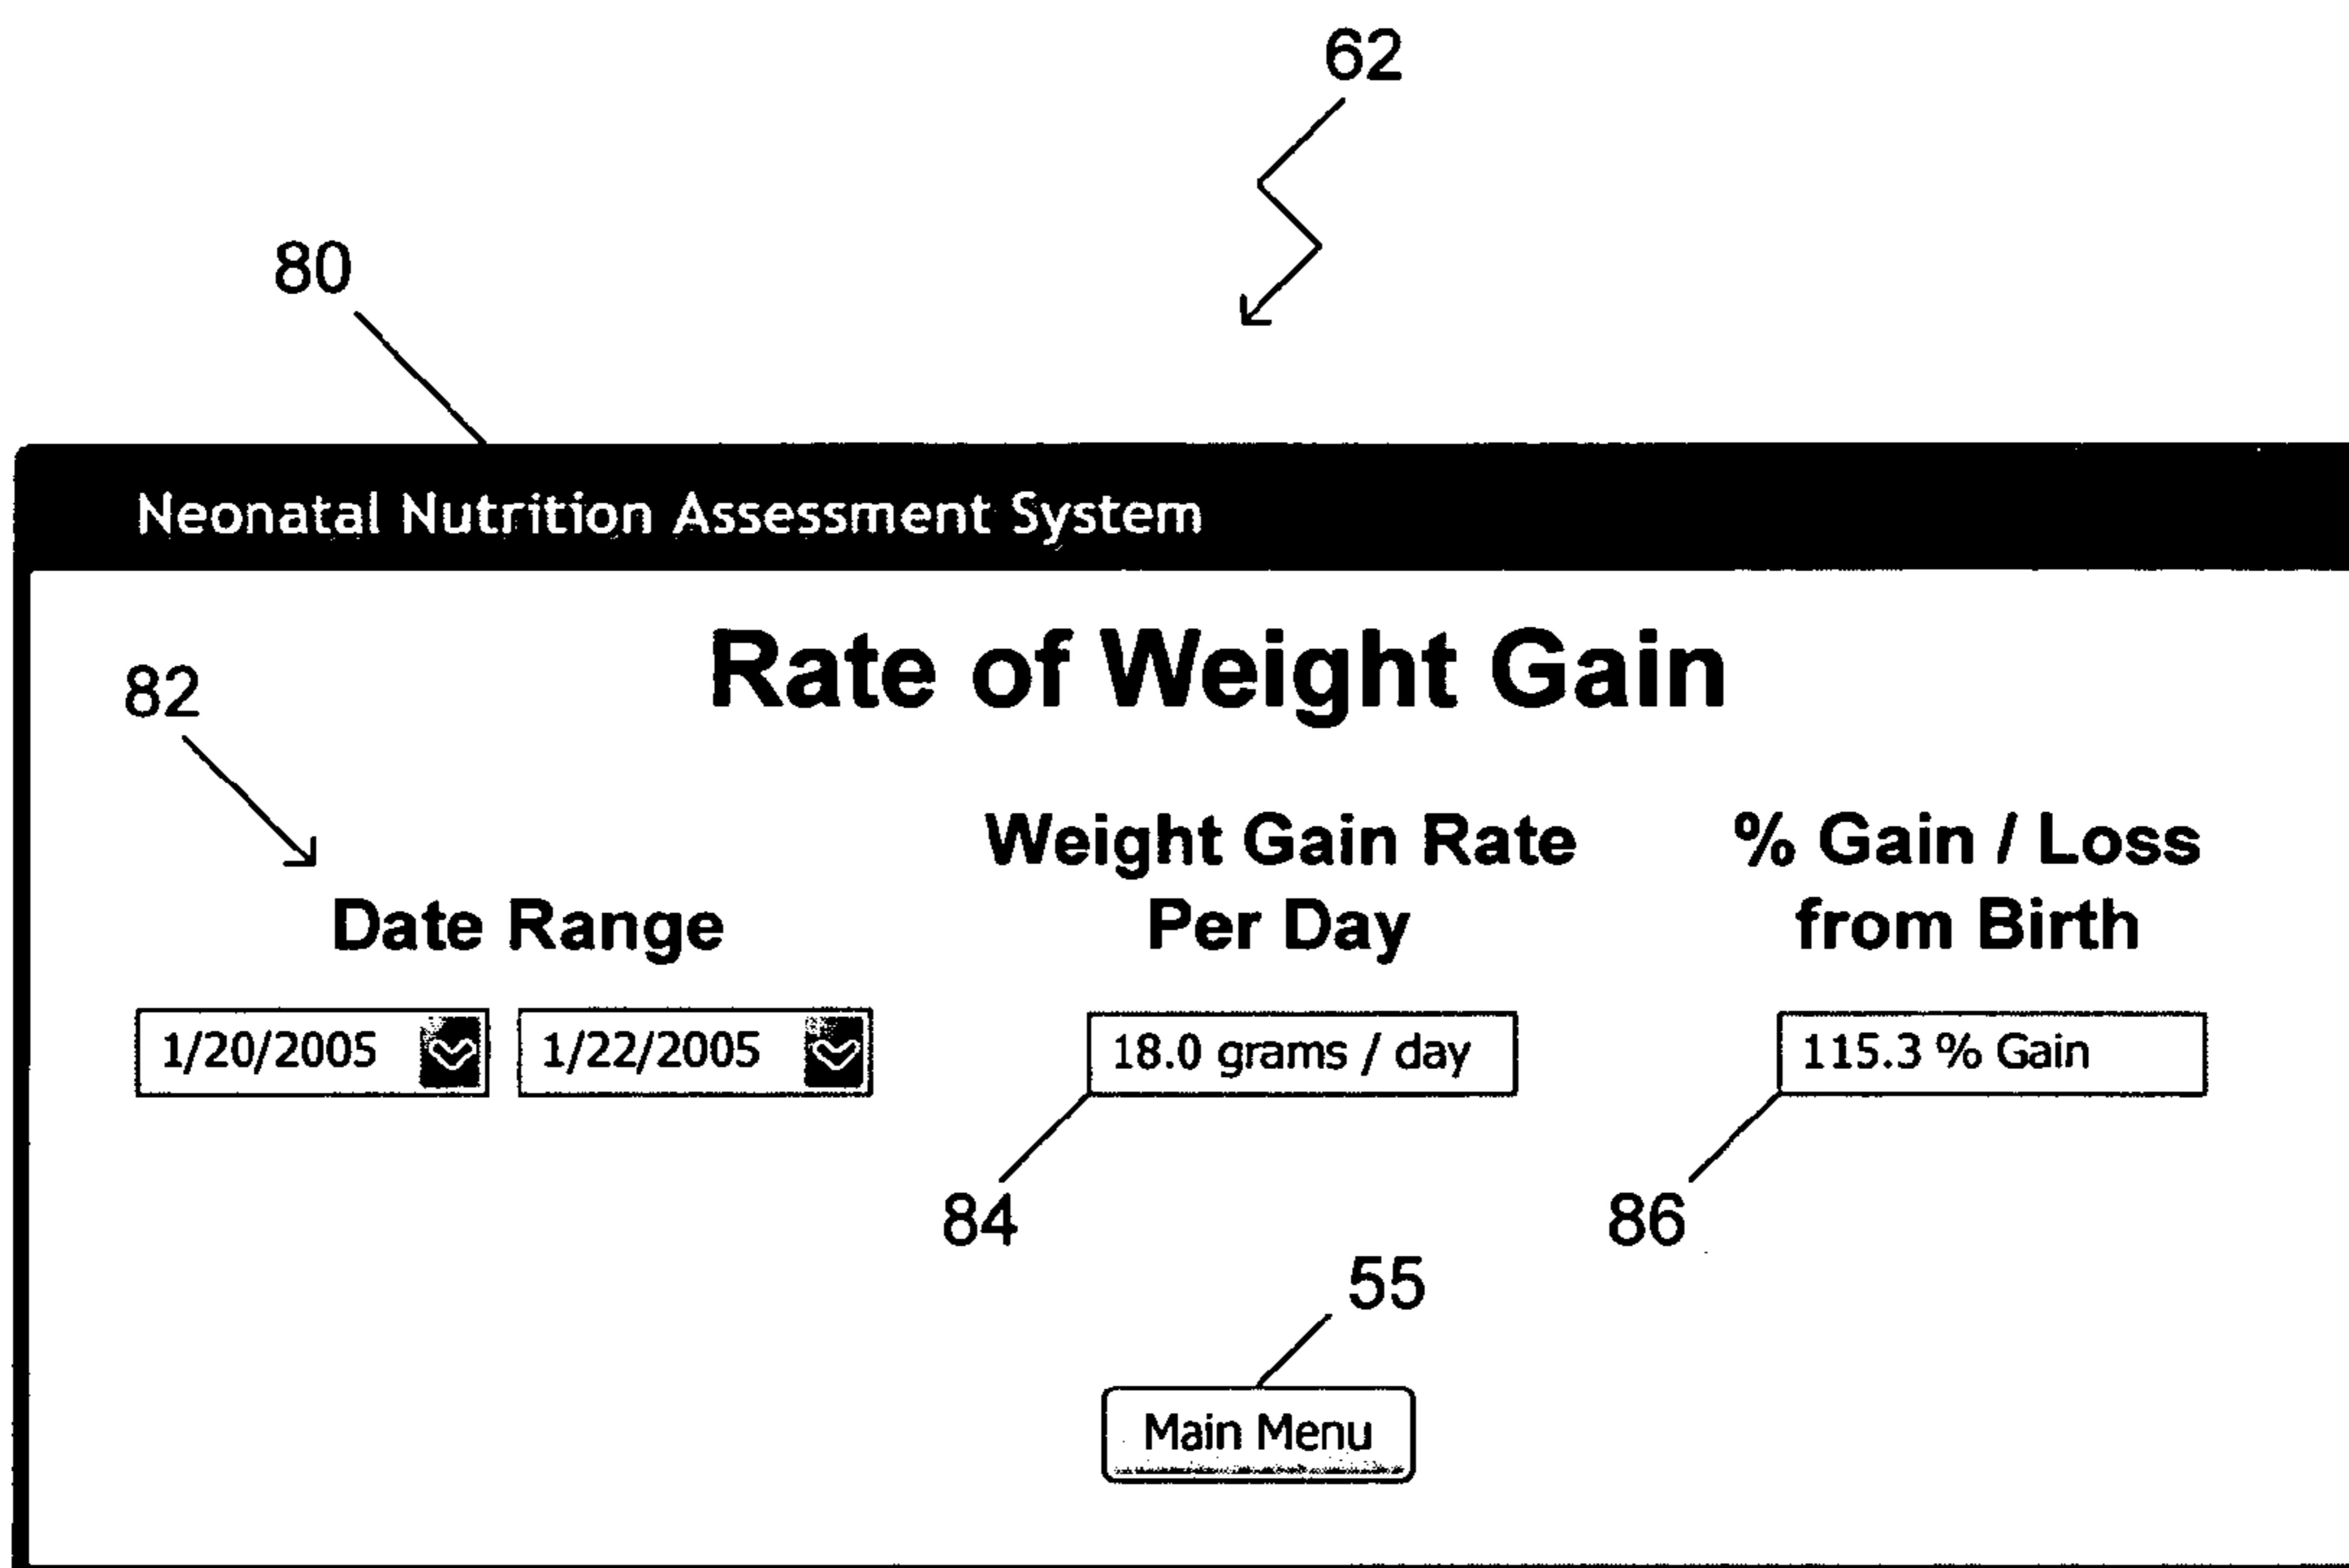 62
80
Neonatal Nutrition Assessment System
Rate of Weight Gain
82
Date Range
Weight Gain Rate
Per Day
% Gain / Loss
from Birth
1/20/2005 1/22/2005 18.0 grams / day 115.3 % Gain
84
86
55
Main Menu